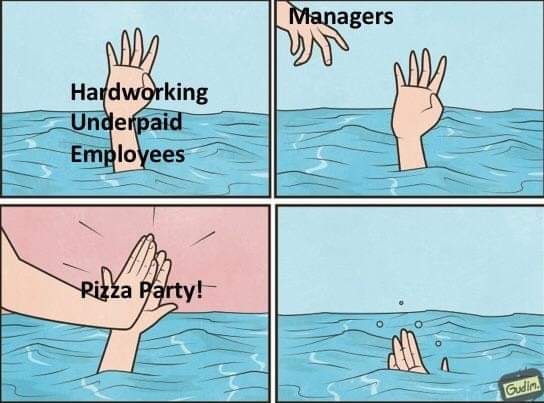 Hardworking
Underpaid
Employees
Managers
Pizza Party!
Gudim.